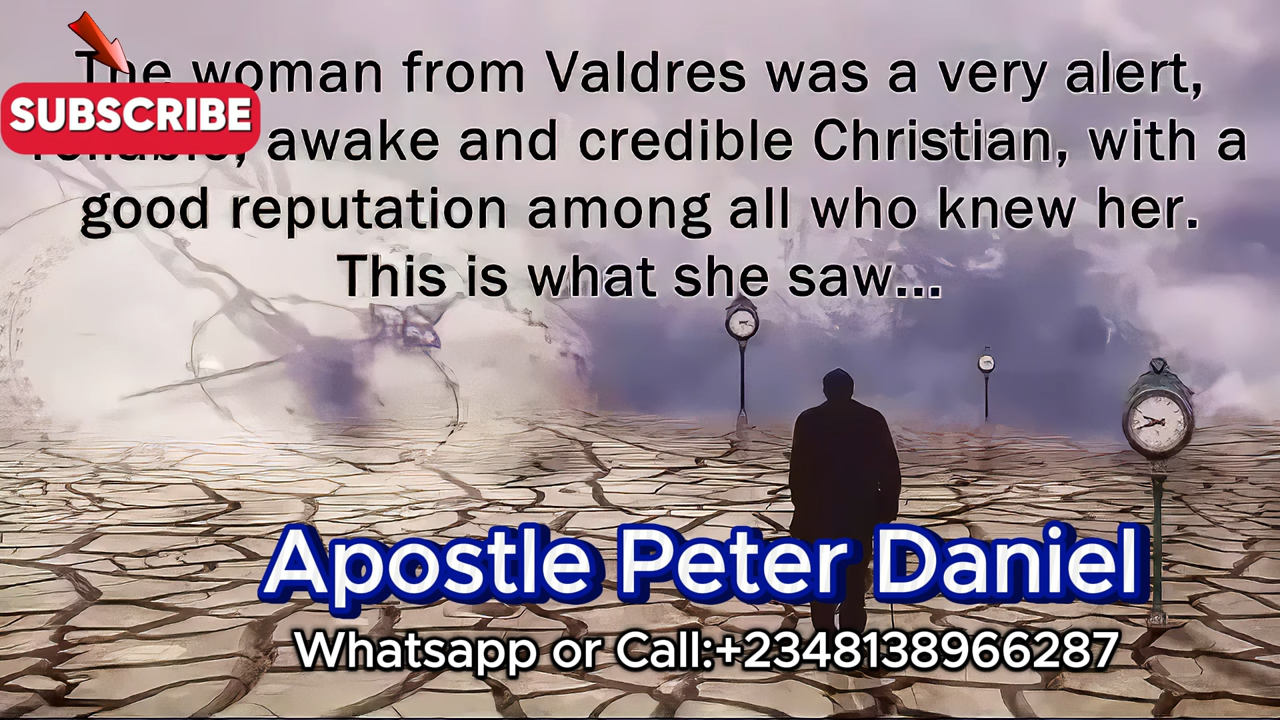 The woman from Valdres was a very alert,
SUBSCRIBE
awake and credible Christian, with a
good reputation among all who knew her.
This is what she saw...
Apostle Peter Daniel
Whatsapp or Call:+2348138966287